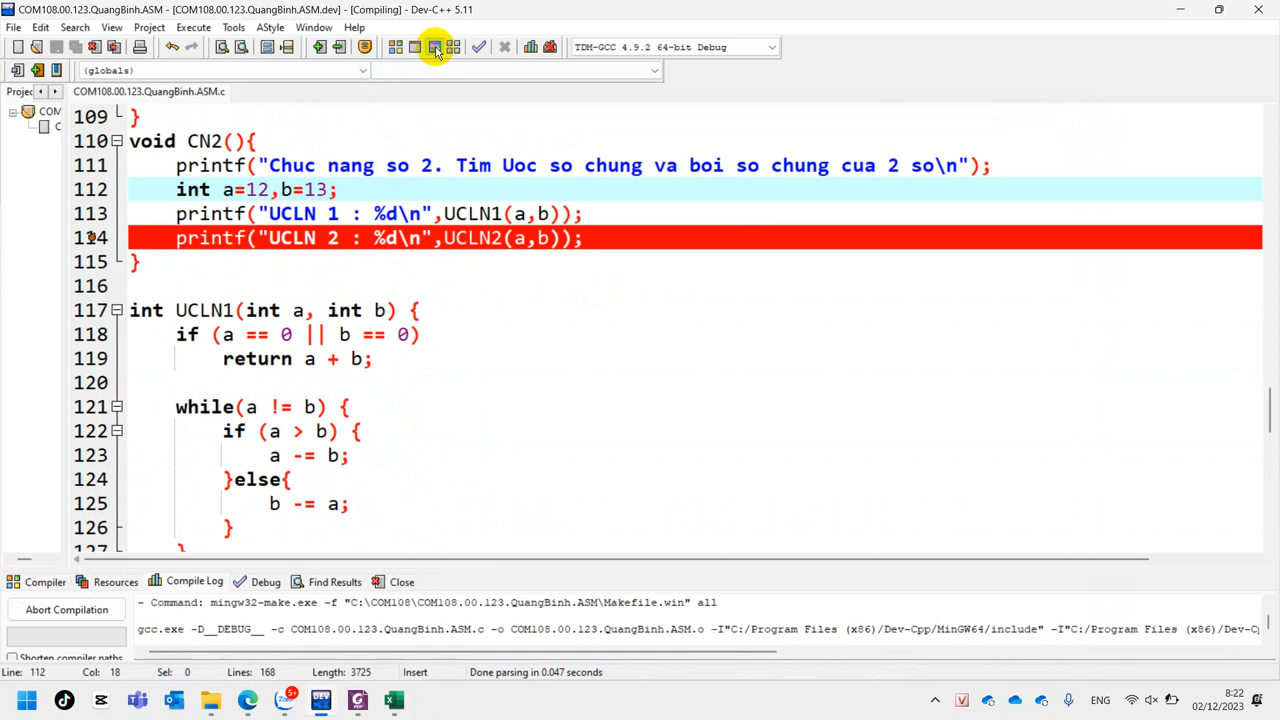 COM108.00.123.QuangBinh.ASM - [COM108.00.123.QuangBinh.ASM.dev] - [Compiling] - Dev-C++ 5.11
File Edit Search View Project Execute Tools AStyle Window Help
TDM-GCC 4.9.2 64-bit Debug
(globals)
Projec
COM108.00.123.QuangBinh.ASM.c
COM
C
109 }
110 void CN2(){
111 printf("Chuc nang so 2. Tim Uoc so chung va boi so chung cua 2 so\n");
112 int a=12,b=13;
113 printf("UCLN 1 : %d\n",UCLN1(a,b));
114 printf("UCLN 2 : %d\n",UCLN2(a,b));
115 }
116
117 int UCLN1(int a, int b) {
118 if (a == 0 || b == 0)
119 return a + b;
120
121 while(a != b) {
122 if (a > b) {
123 a -= b;
124 }else{
125 b -= a;
126 }
127 }
Compiler Resources Compile Log Debug Find Results Close
Abort Compilation
Shorten compiler paths
- Command: mingw32-make.exe -f "C:\COM108\COM108.00.123.QuangBinh.ASM\Makefile.win" all
gcc.exe -D__DEBUG__ -c COM108.00.123.QuangBinh.ASM.c -o COM108.00.123.QuangBinh.ASM.o -I"C:/Program Files (x86)/Dev-Cpp/MinGW64/include" -I"C:/Program Files (x86)/Dev-Cp
Line: 112 Col: 18 Sel: 0 Lines: 168 Length: 3725 Insert Done parsing in 0.047 seconds
5+
Zalo
DEV
ENG
8:22
02/12/2023